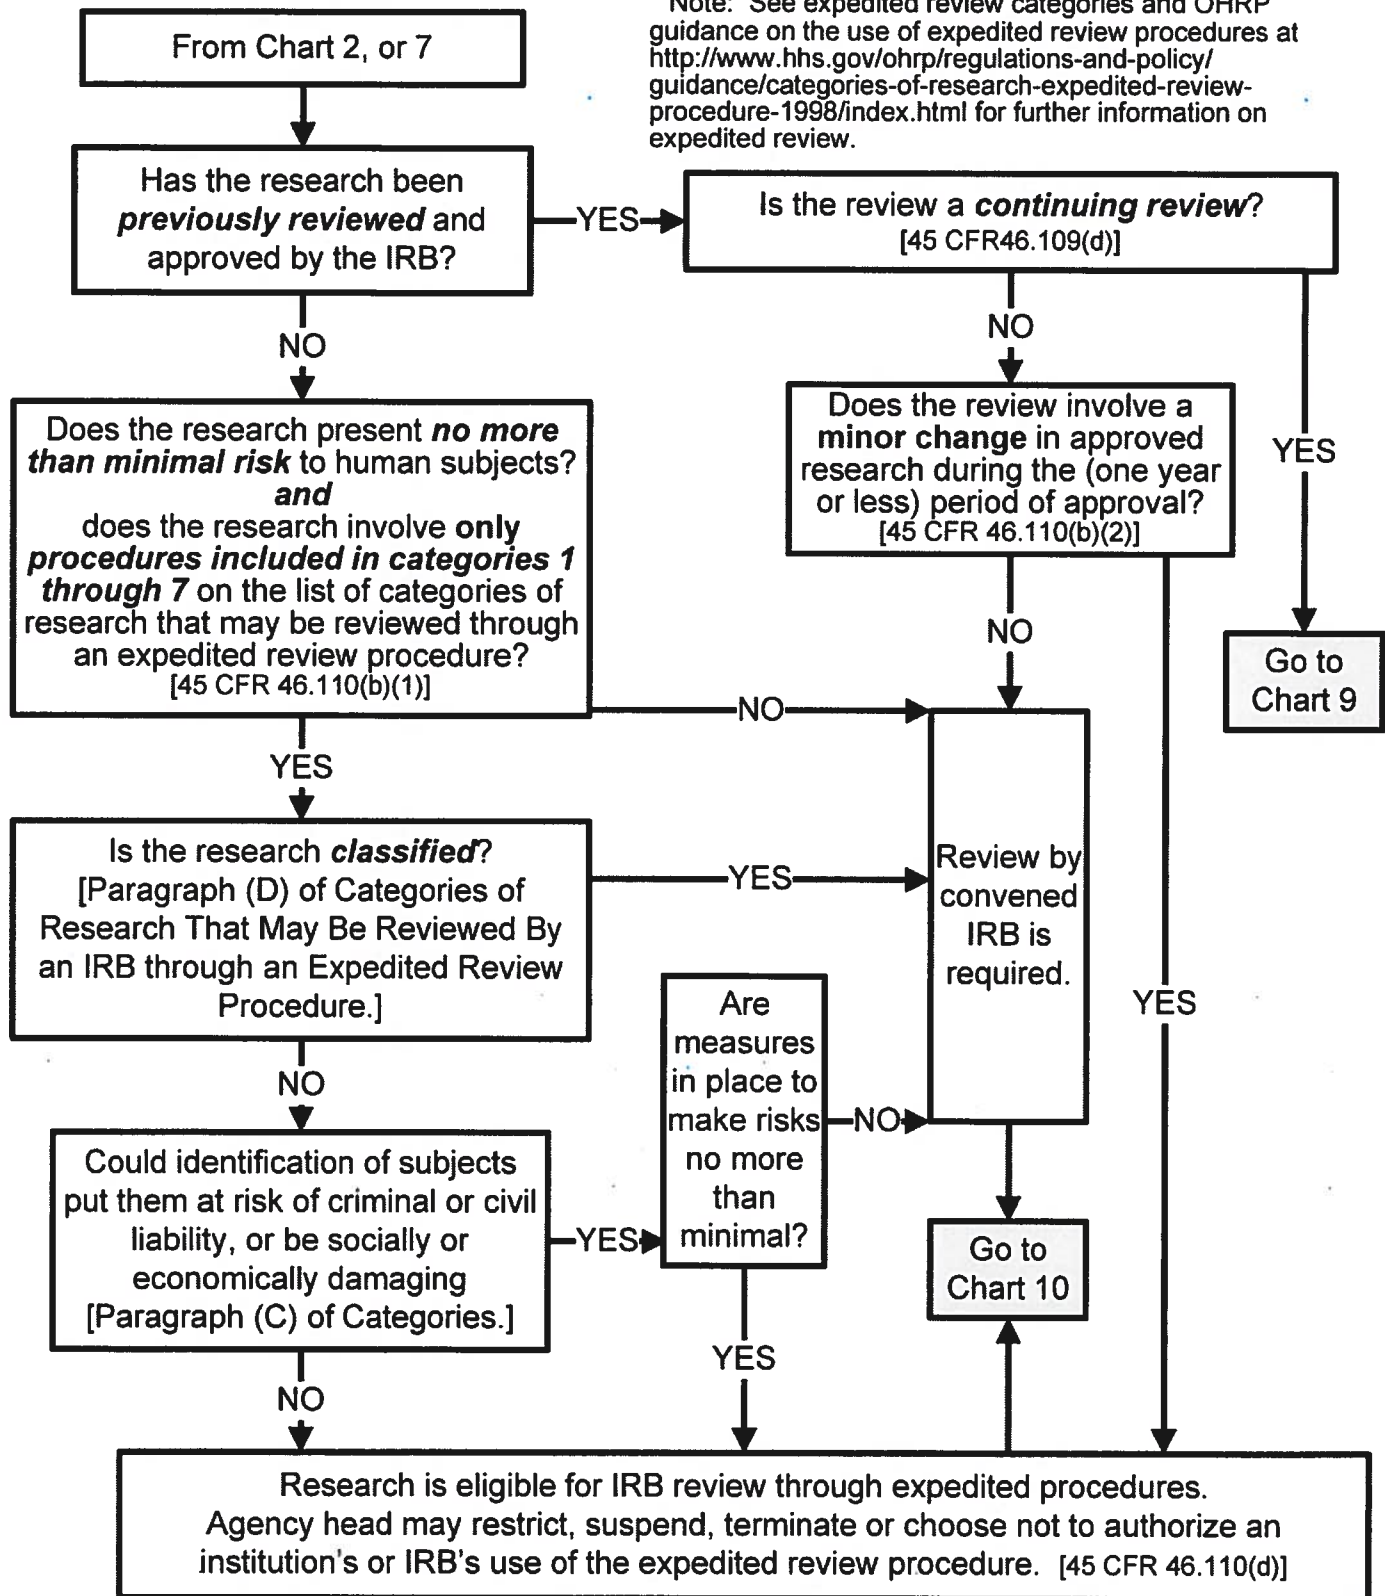 From Chart 2, or 7
Note: See expedited review categories and OHRP
guidance on the use of expedited review procedures at
http://www.hhs.gov/ohrp/regulations-and-policy/
guidance/categories-of-research-expedited-review-
procedure-1998/index.html for further information on
expedited review.
Has the research been
previously reviewed and
approved by the IRB?
YES
Is the review a continuing review?
[45 CFR46.109(d)]
NO
NO
YES
Does the research present no more
than minimal risk to human subjects?
and
does the research involve only
procedures included in categories 1
through 7 on the list of categories of
research that may be reviewed through
an expedited review procedure?
[45 CFR 46.110(b)(1)]
Does the review involve a
minor change in approved
research during the (one year
or less) period of approval?
[45 CFR 46.110(b)(2)]
NO
Go to
Chart 9
NO
YES
Is the research classified?
[Paragraph (D) of Categories of
Research That May Be Reviewed By
an IRB through an Expedited Review
Procedure.]
YES
Review by
convened
IRB is
required.
YES
NO
Are
measures
in place to
make risks
no more
than
minimal?
NO
Could identification of subjects
put them at risk of criminal or civil
liability, or be socially or
economically damaging
[Paragraph (C) of Categories.]
YES
Go to
Chart 10
YES
NO
Research is eligible for IRB review through expedited procedures.
Agency head may restrict, suspend, terminate or choose not to authorize an
institution's or IRB's use of the expedited review procedure. [45 CFR 46.110(d)]